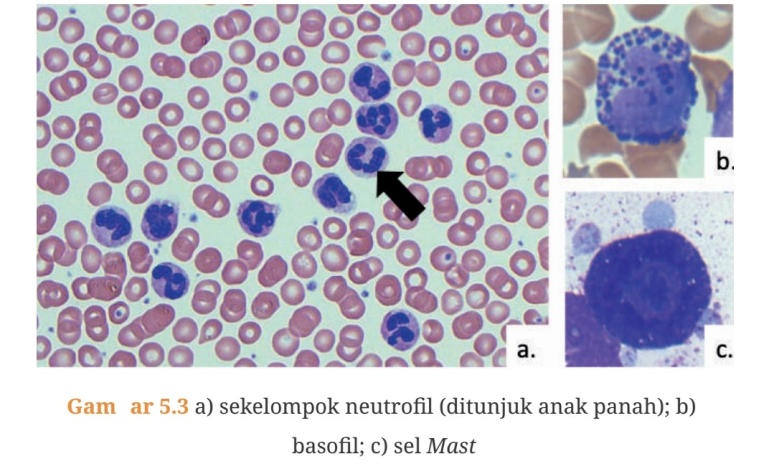 a.
b.
c.
Gam ar 5.3 a) sekelompok neutrofil (ditunjuk anak panah); b)
basofil; c) sel Mast